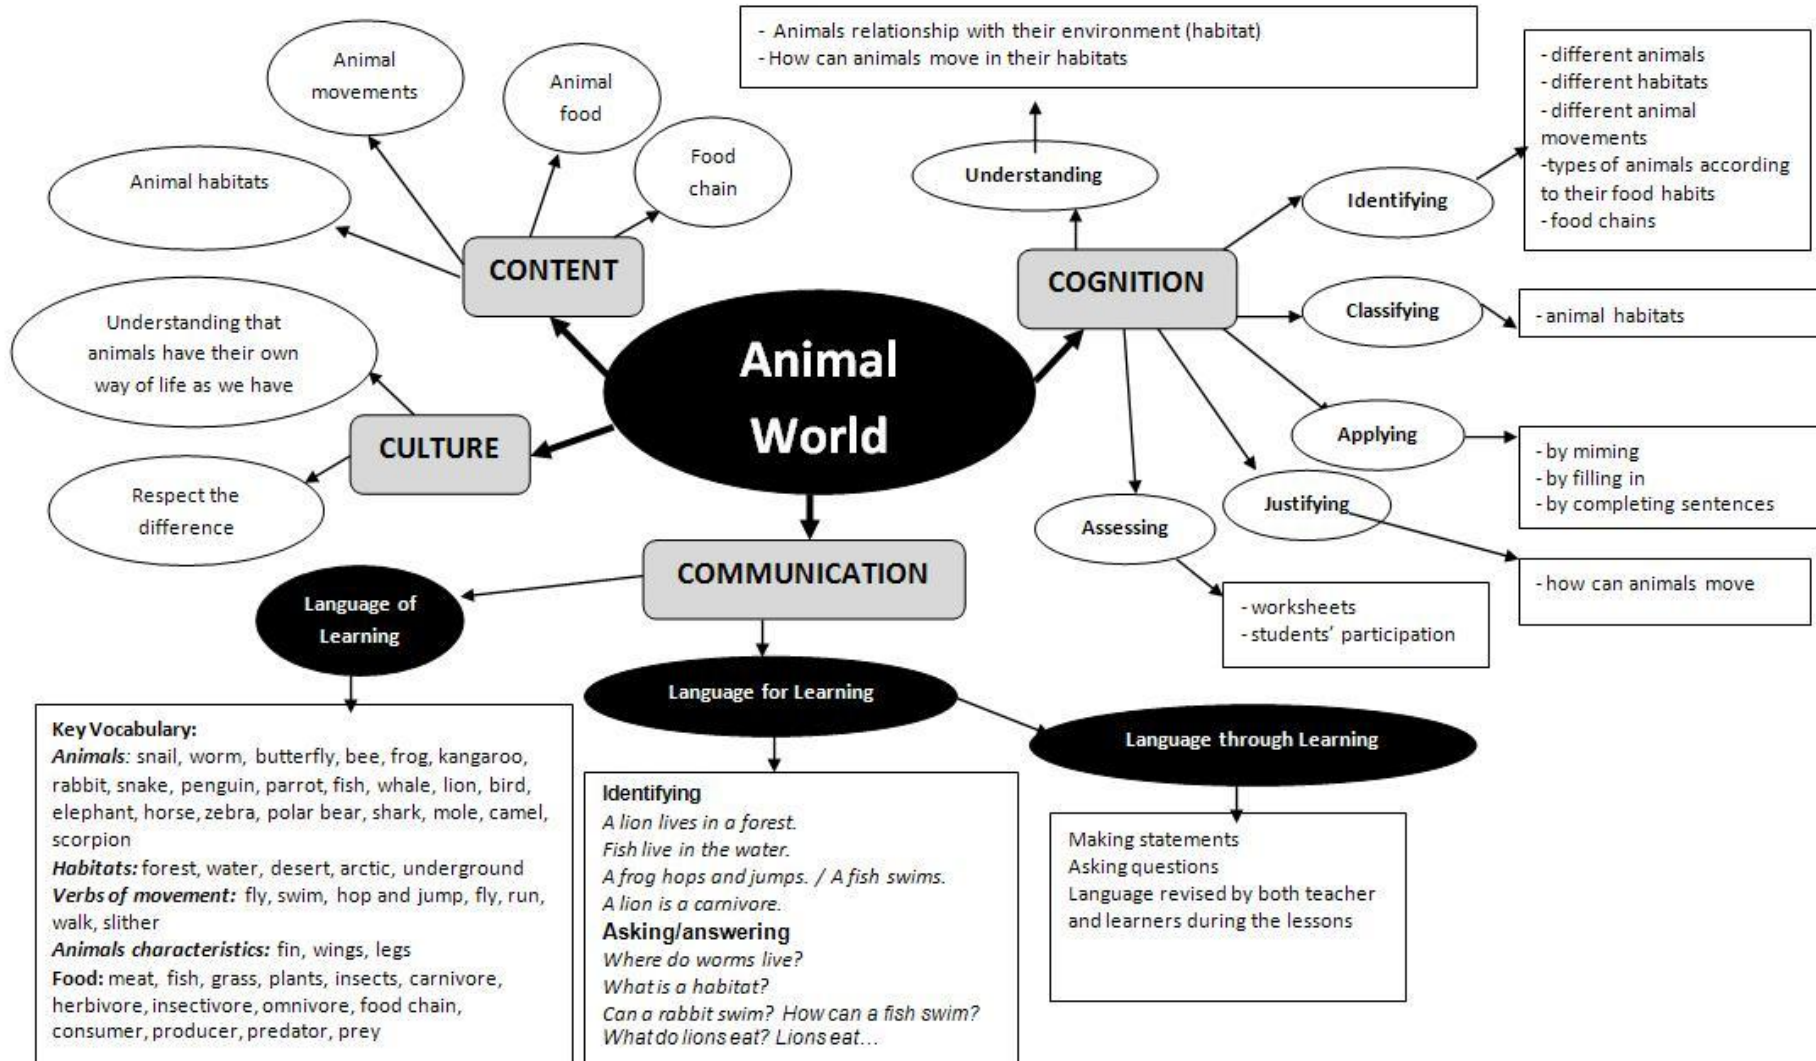 - Animals relationship with their environment (habitat)
- How can animals move in their habitats
- different animals
- different habitats
- different animal
movements
-types of animals according
to their food habits
- food chains
Animal
movements
Animal
food
Food
chain
Animal habitats
Understanding
Identifying
CONTENT
COGNITION
Classifying
- animal habitats
Understanding that
animals have their own
way of life as we have
Animal
World
CULTURE
Applying
- by miming
- by filling in
- by completing sentences
Respect the
difference
Justifying
Assessing
- how can animals move
COMMUNICATION
- worksheets
- students’ participation
Language of
Learning
Language for Learning
Language through Learning
Key Vocabulary:
Animals: snail, worm, butterfly, bee, frog, kangaroo,
rabbit, snake, penguin, parrot, fish, whale, lion, bird,
elephant, horse, zebra, polar bear, shark, mole, camel,
scorpion
Habitats: forest, water, desert, arctic, underground
Verbs of movement: fly, swim, hop and jump, fly, run,
walk, slither
Animals characteristics: fin, wings, legs
Food: meat, fish, grass, plants, insects, carnivore,
herbivore, insectivore, omnivore, food chain,
consumer, producer, predator, prey
Identifying
A lion lives in a forest.
Fish live in the water.
A frog hops and jumps. / A fish swims.
A lion is a carnivore.
Asking/answering
Where do worms live?
What is a habitat?
Can a rabbit swim? How can a fish swim?
What do lions eat? Lions eat...
Making statements
Asking questions
Language revised by both teacher
and learners during the lessons